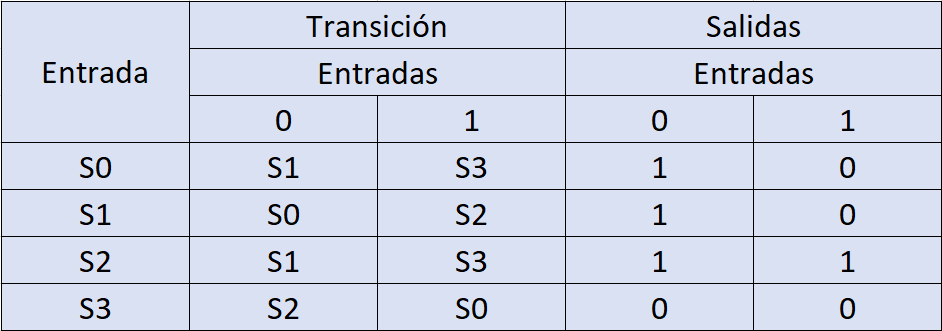 Transición Salidas
Entrada Entradas Entradas
0 1 0 1
S0 S1 S3 1 0
S1 S0 S2 1 0
S2 S1 S3 1 1
S3 S2 S0 0 0